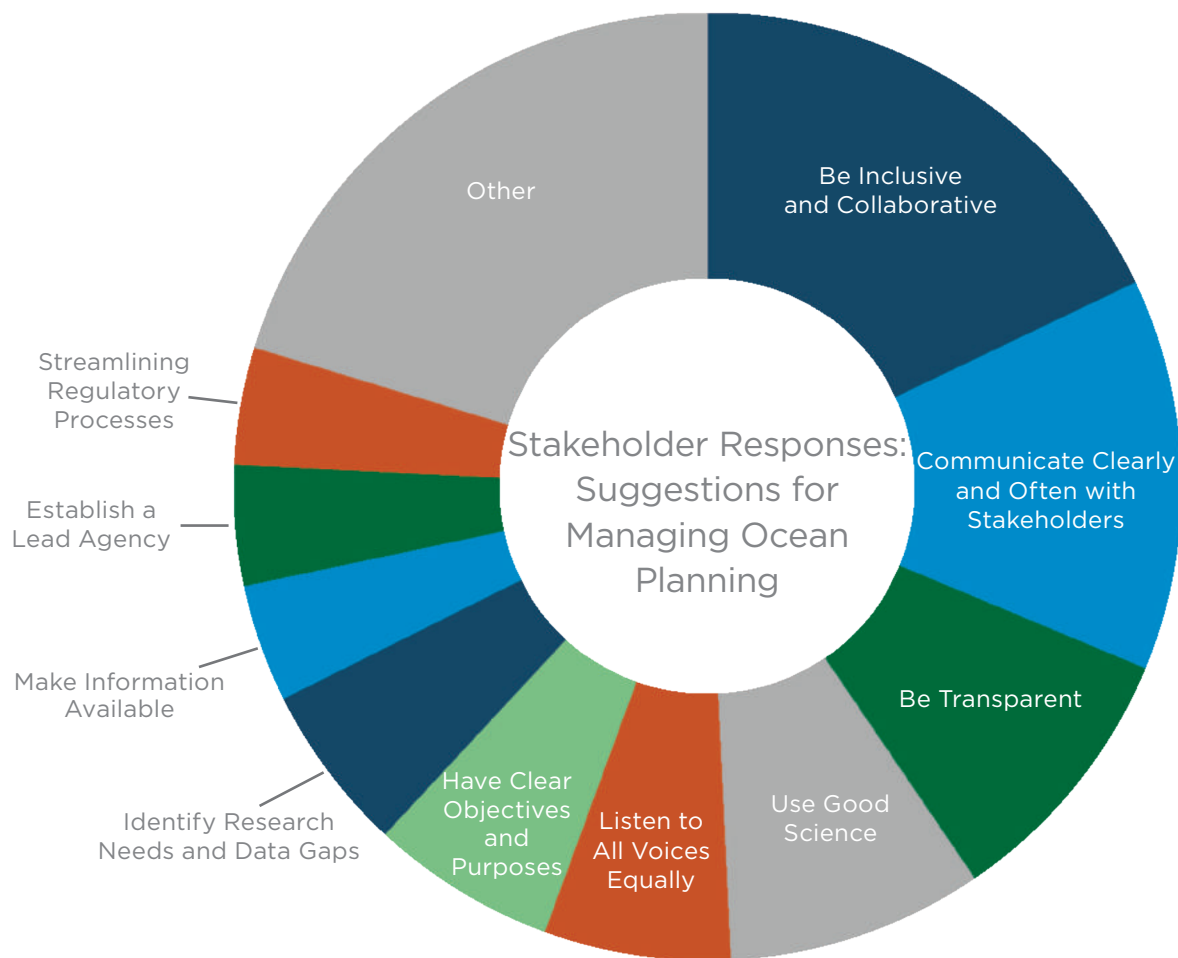 Other
Be Inclusive
and Collaborative
Streamlining
Regulatory
Processes
Stakeholder Responses:
Suggestions for
Managing Ocean
Planning
Communicate Clearly
and Often with
Stakeholders
Establish a
Lead Agency
Make Information
Available
Be Transparent
Identify Research
Needs and Data Gaps
Have Clear
Objectives
and
Purposes
Listen to
All Voices
Equally
Use Good
Science